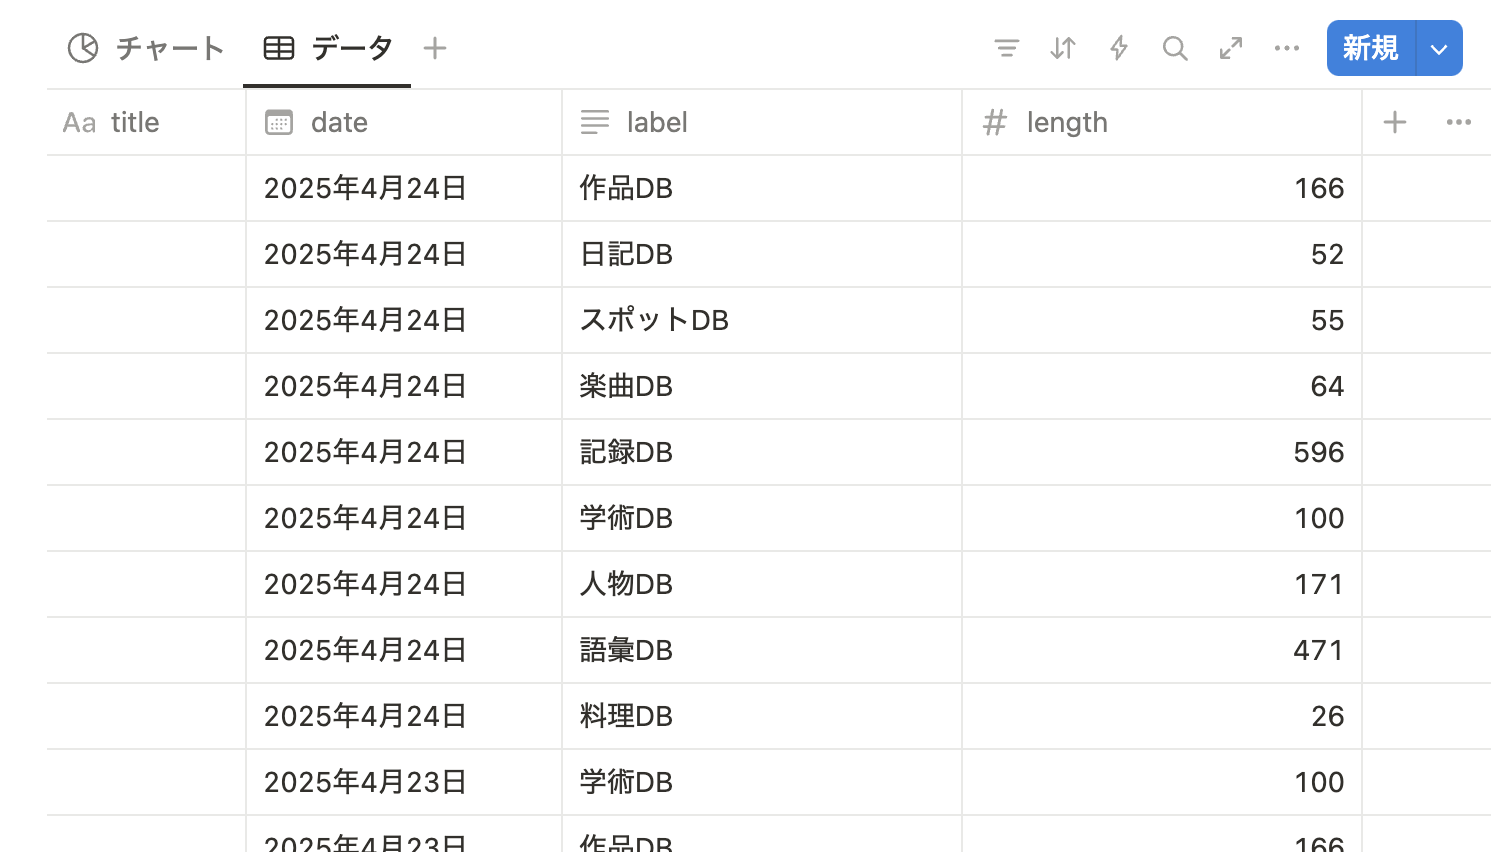 チャート データ
新規
Aa title date label # length
2025年4月24日 作品DB 166
2025年4月24日 日記DB 52
2025年4月24日 スポットDB 55
2025年4月24日 楽曲DB 64
2025年4月24日 記録DB 596
2025年4月24日 学術DB 100
2025年4月24日 人物DB 171
2025年4月24日 語彙DB 471
2025年4月24日 料理DB 26
2025年4月23日 学術DB 100
2025年4月23日 作品DB 166